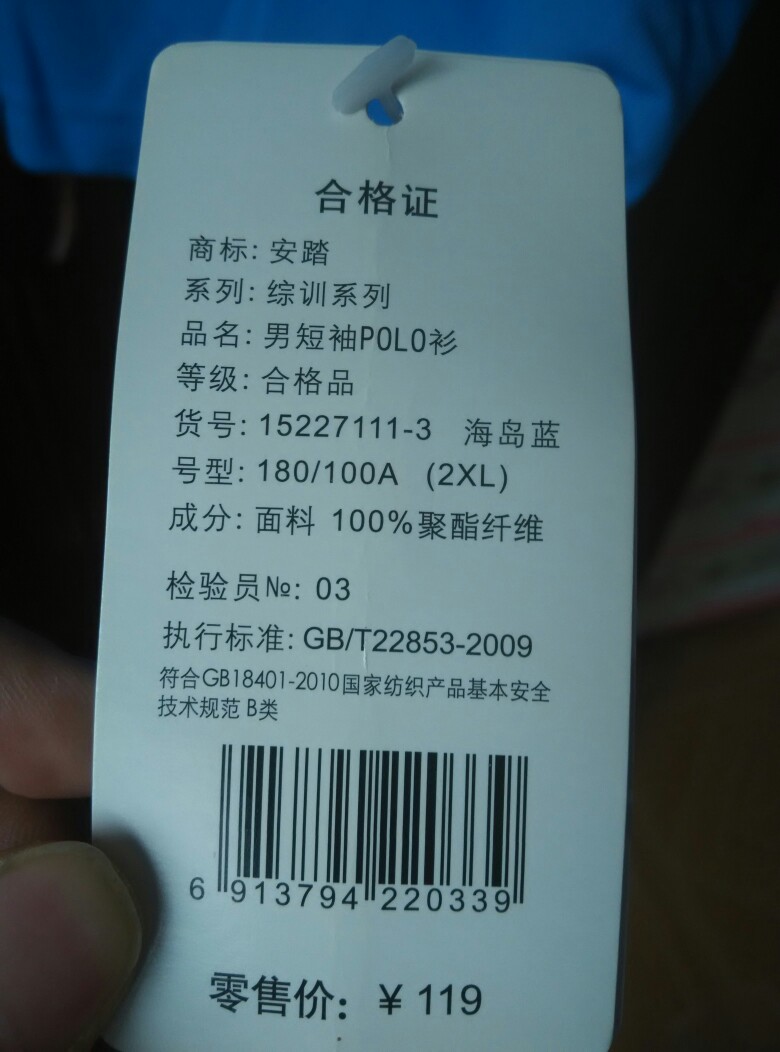 合格证
商标: 安踏
系列: 综训系列
品名: 男短袖POLO衫
等级: 合格品
货号: 15227111-3 海岛蓝
号型: 180/100A (2XL)
成分: 面料 100%聚酯纤维
检验员№: 03
执行标准: GB/T22853-2009
符合GB18401-2010国家纺织产品基本安全
技术规范 B类
6 913794 220339
零售价: ¥ 119